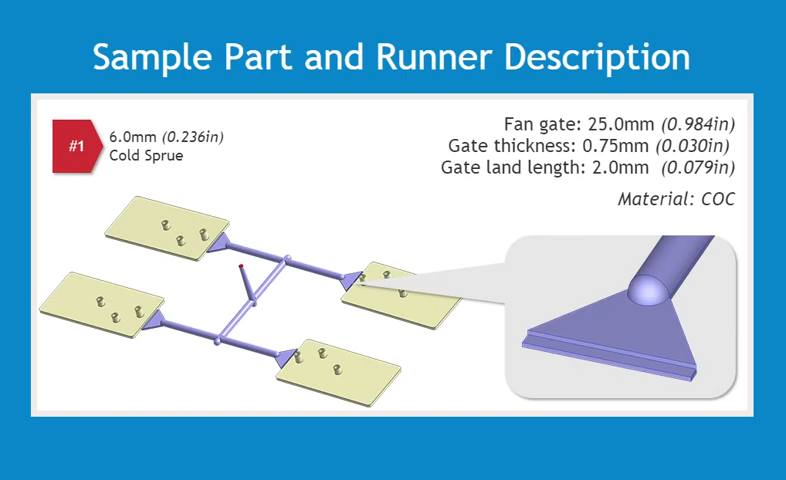 Sample Part and Runner Description
#1
6.0mm (0.236in)
Cold Sprue
Fan gate: 25.0mm (0.984in)
Gate thickness: 0.75mm (0.030in)
Gate land length: 2.0mm (0.079in)
Material: COC